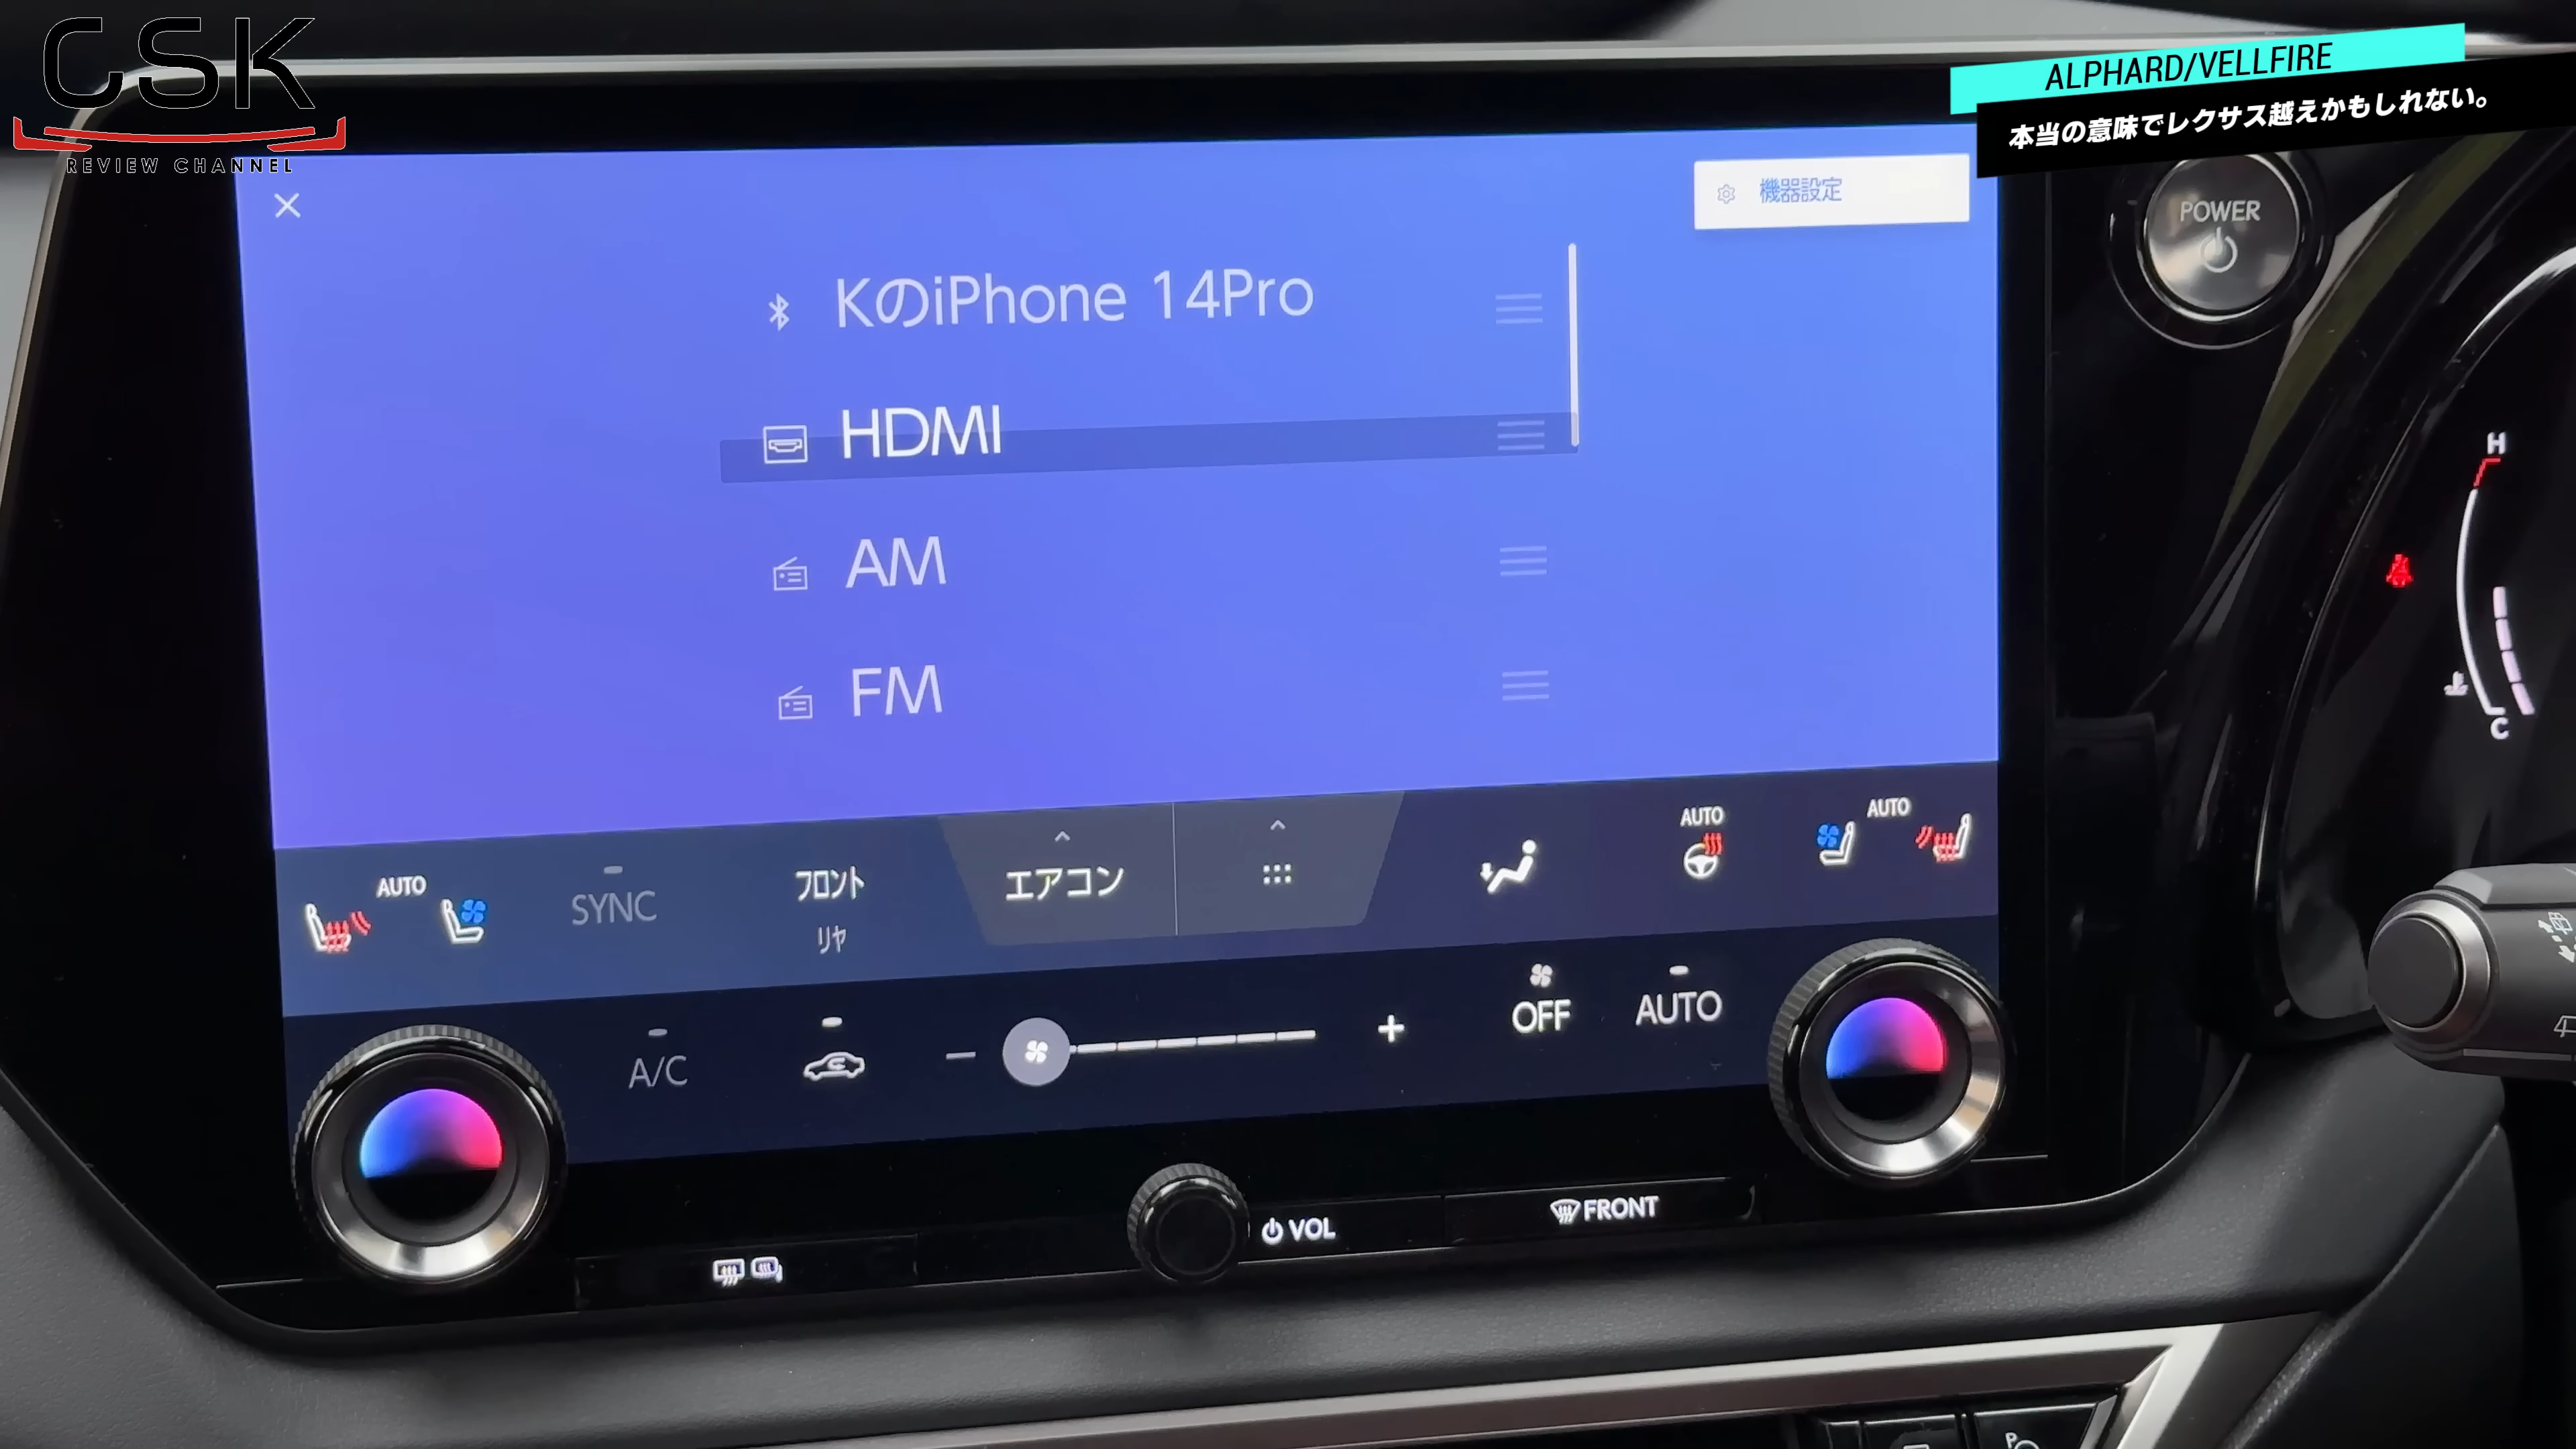 CSK
REVIEW CHANNEL
ALPHARD/VELLFIRE
本当の意味でレクサス越えかもしれない。
機器設定
POWER
KのiPhone 14Pro
HDMI
AM
FM
H
C
AUTO
SYNC
フロント
リヤ
エアコン
AUTO
AUTO
A/C
OFF
AUTO
VOL
FRONT
P